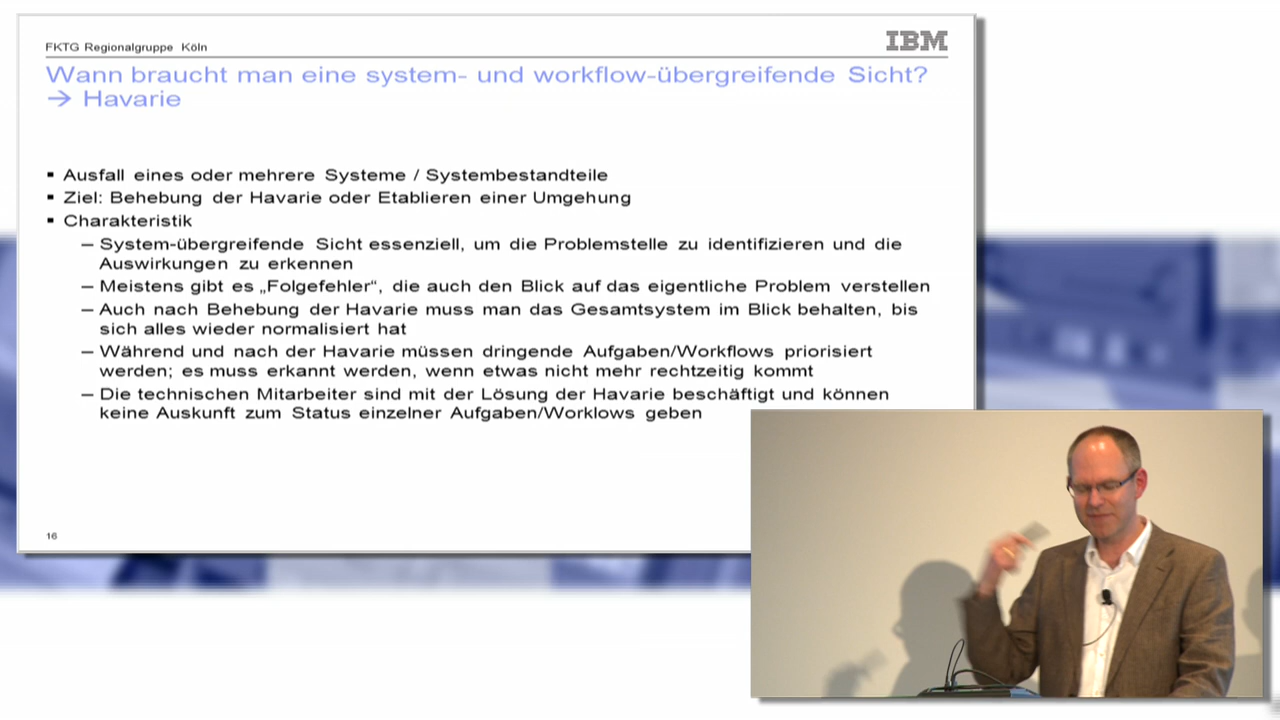 FKTG Regionalgruppe Köln
IBM
Wann braucht man eine system- und workflow-übergreifende Sicht?
→ Havarie
▪ Ausfall eines oder mehrere Systeme / Systembestandteile
▪ Ziel: Behebung der Havarie oder Etablieren einer Umgehung
▪ Charakteristik
– System-übergreifende Sicht essenziell, um die Problemstelle zu identifizieren und die
Auswirkungen zu erkennen
– Meistens gibt es „Folgefehler“, die auch den Blick auf das eigentliche Problem verstellen
– Auch nach Behebung der Havarie muss man das Gesamtsystem im Blick behalten, bis
sich alles wieder normalisiert hat
– Während und nach der Havarie müssen dringende Aufgaben/Workflows priorisiert
werden; es muss erkannt werden, wenn etwas nicht mehr rechtzeitig kommt
– Die technischen Mitarbeiter sind mit der Lösung der Havarie beschäftigt und können
keine Auskunft zum Status einzelner Aufgaben/Worklows geben
16